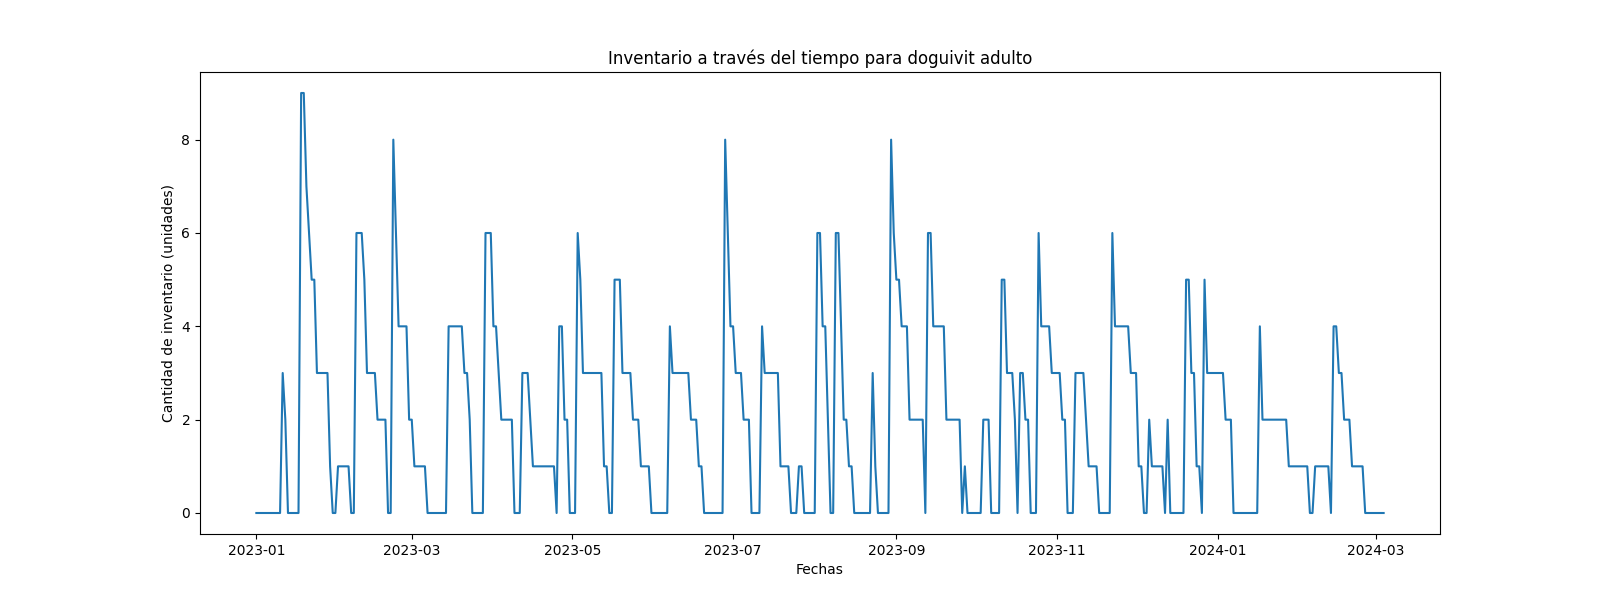 Inventario a través del tiempo para doguivit adulto
Cantidad de inventario (unidades)
8
6
4
2
0
2023-01 2023-03 2023-05 2023-07 2023-09 2023-11 2024-01 2024-03
Fechas